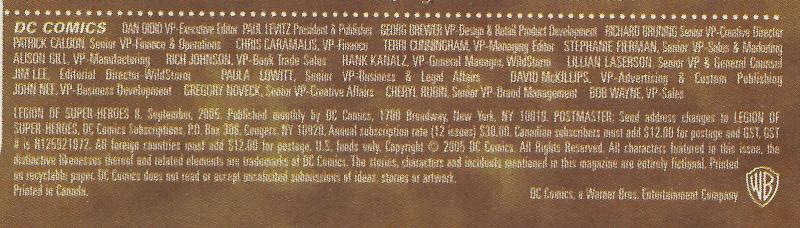 DC COMICS DAN DIDIO VP-Executive Editor PAUL LEVITZ President & Publisher GEORG BREWER VP-Design & Retail Product Development RICHARD BRUNING Senior VP-Creative Director
PATRICK CALDON, Senior VP-Finance & Operations CHRIS CARAMALIS, VP-Finance TERRI CUNNINGHAM, VP-Managing Editor STEPHANIE FIERMAN, Senior VP-Sales & Marketing
ALISON GILL, VP-Manufacturing RICH JOHNSON, VP-Book Trade Sales HANK KANALZ, VP-General Manager, WildStorm LILLIAN LASERSON, Senior VP & General Counsel
JIM LEE, Editorial Director-WildStorm PAULA LOWITT, Senior VP-Business & Legal Affairs DAVID McKILLIPS, VP-Advertising & Custom Publishing
JOHN NEE, VP-Business Development GREGORY NOVECK, Senior VP-Creative Affairs CHERYL RUBIN, Senior VP-Brand Management BOB WAYNE, VP-Sales
LEGION OF SUPER-HEROES 8. September, 2005. Published monthly by DC Comics, 1700 Broadway, New York, NY 10019. POSTMASTER: Send address changes to LEGION OF
SUPER-HEROES, DC Comics Subscriptions, P.O. Box 306, Congers, NY 10920. Annual subscription rate (12 issues) $30.00. Canadian subscribers must add $12.00 for postage and GST. GST
# is R125921072. All foreign countries must add $12.00 for postage. U.S. funds only. Copyright © 2005 DC Comics. All Rights Reserved. All characters featured in this issue, the
distinctive likenesses thereof and related elements are trademarks of DC Comics. The stories, characters and incidents mentioned in this magazine are entirely fictional. Printed
on recyclable paper. DC Comics does not read or accept unsolicited submissions of ideas, stories or artwork.
Printed in Canada.
DC Comics, a Warner Bros. Entertainment Company
WB